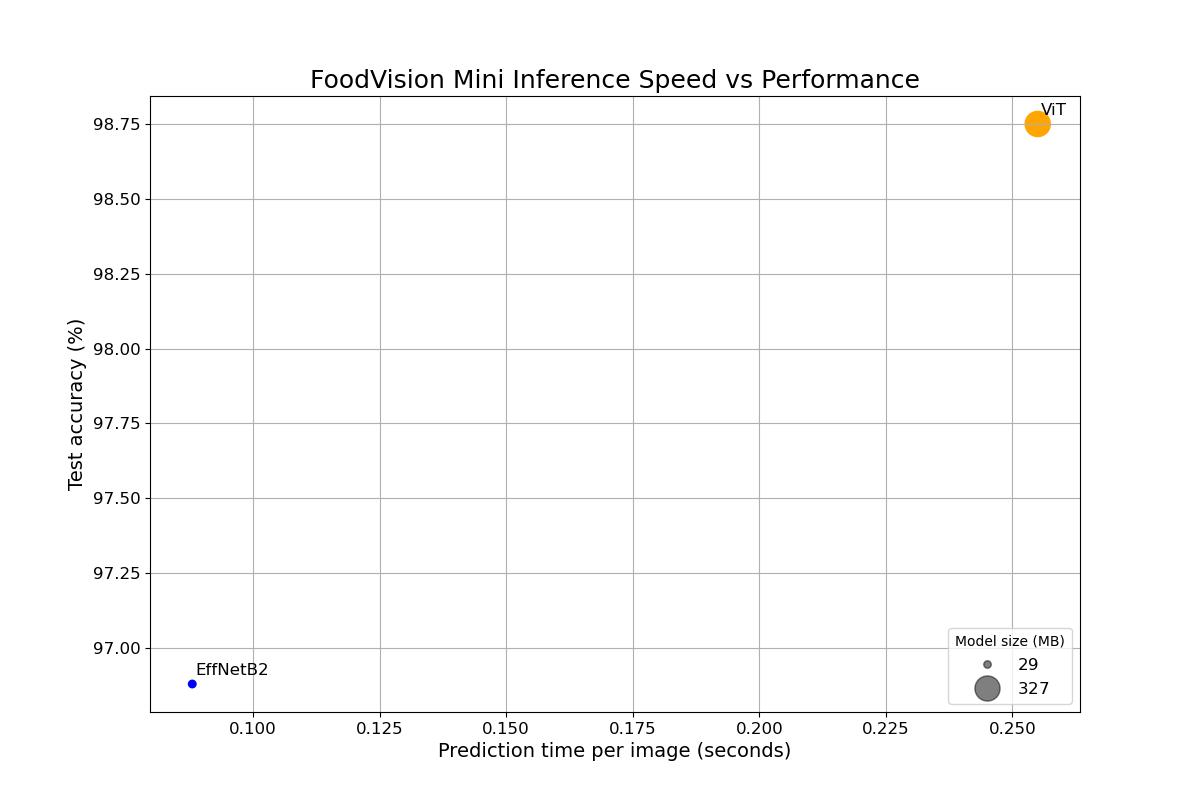 FoodVision Mini Inference Speed vs Performance
ViT
98.75
98.50
98.25
98.00
97.75
97.50
97.25
97.00
Test accuracy (%)
EffNetB2
Model size (MB)
29
327
0.100 0.125 0.150 0.175 0.200 0.225 0.250
Prediction time per image (seconds)